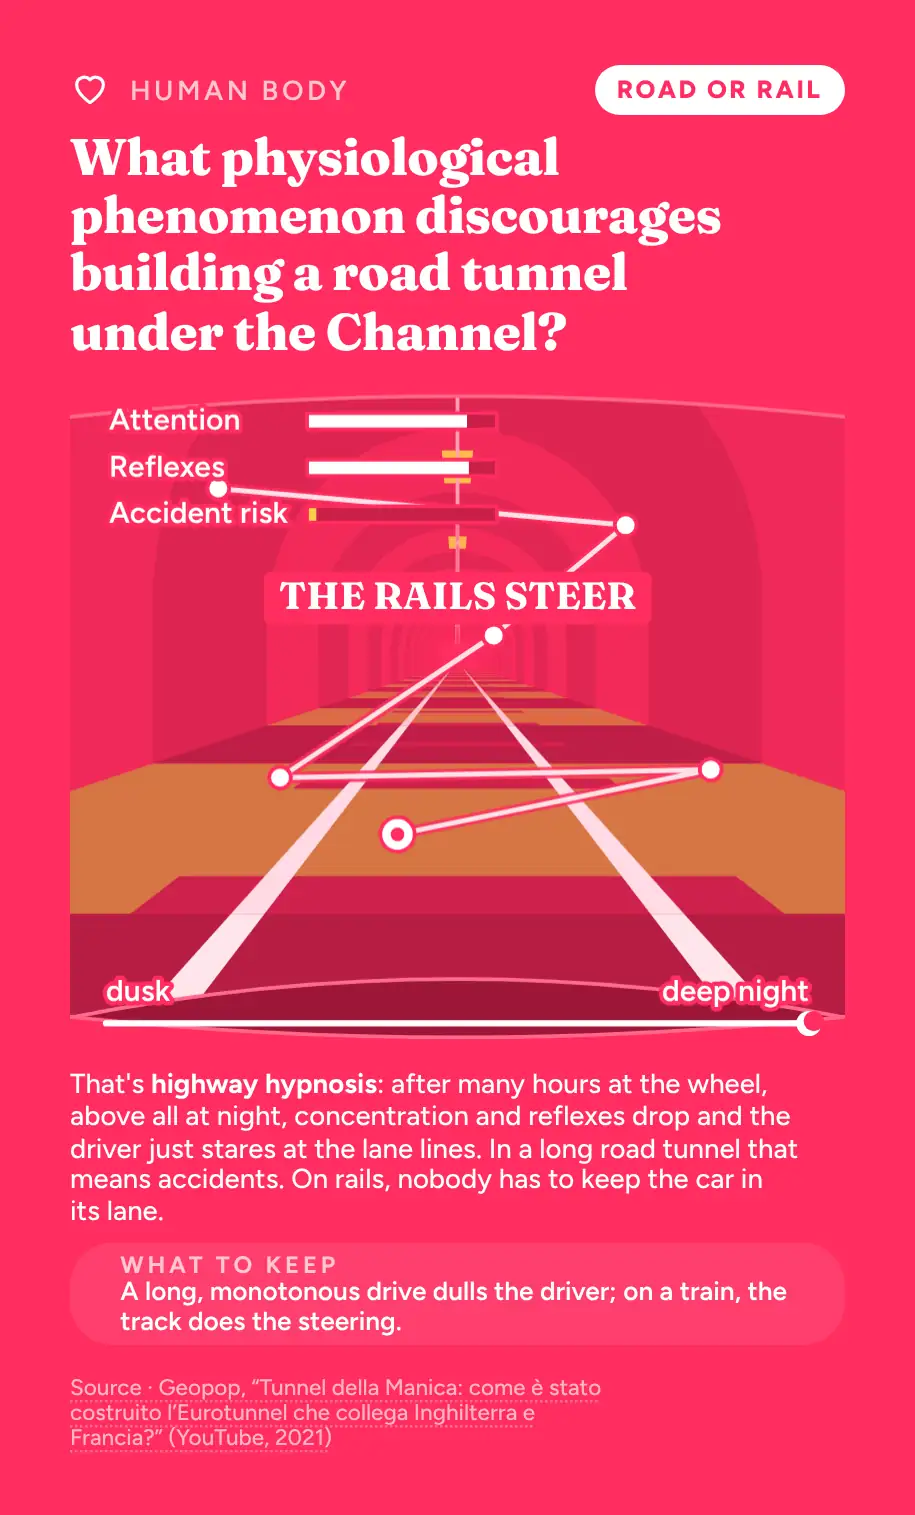 HUMAN BODY
ROAD OR RAIL
What physiological
phenomenon discourages
building a road tunnel
under the Channel?
Attention
Reflexes
Accident risk
THE RAILS STEER
dusk
deep night
That's highway hypnosis: after many hours at the wheel,
above all at night, concentration and reflexes drop and the
driver just stares at the lane lines. In a long road tunnel that
means accidents. On rails, nobody has to keep the car in
its lane.
WHAT TO KEEP
A long, monotonous drive dulls the driver; on a train, the
track does the steering.
Source · Geopop, “Tunnel della Manica: come è stato
costruito l’Eurotunnel che collega Inghilterra e
Francia?” (YouTube, 2021)